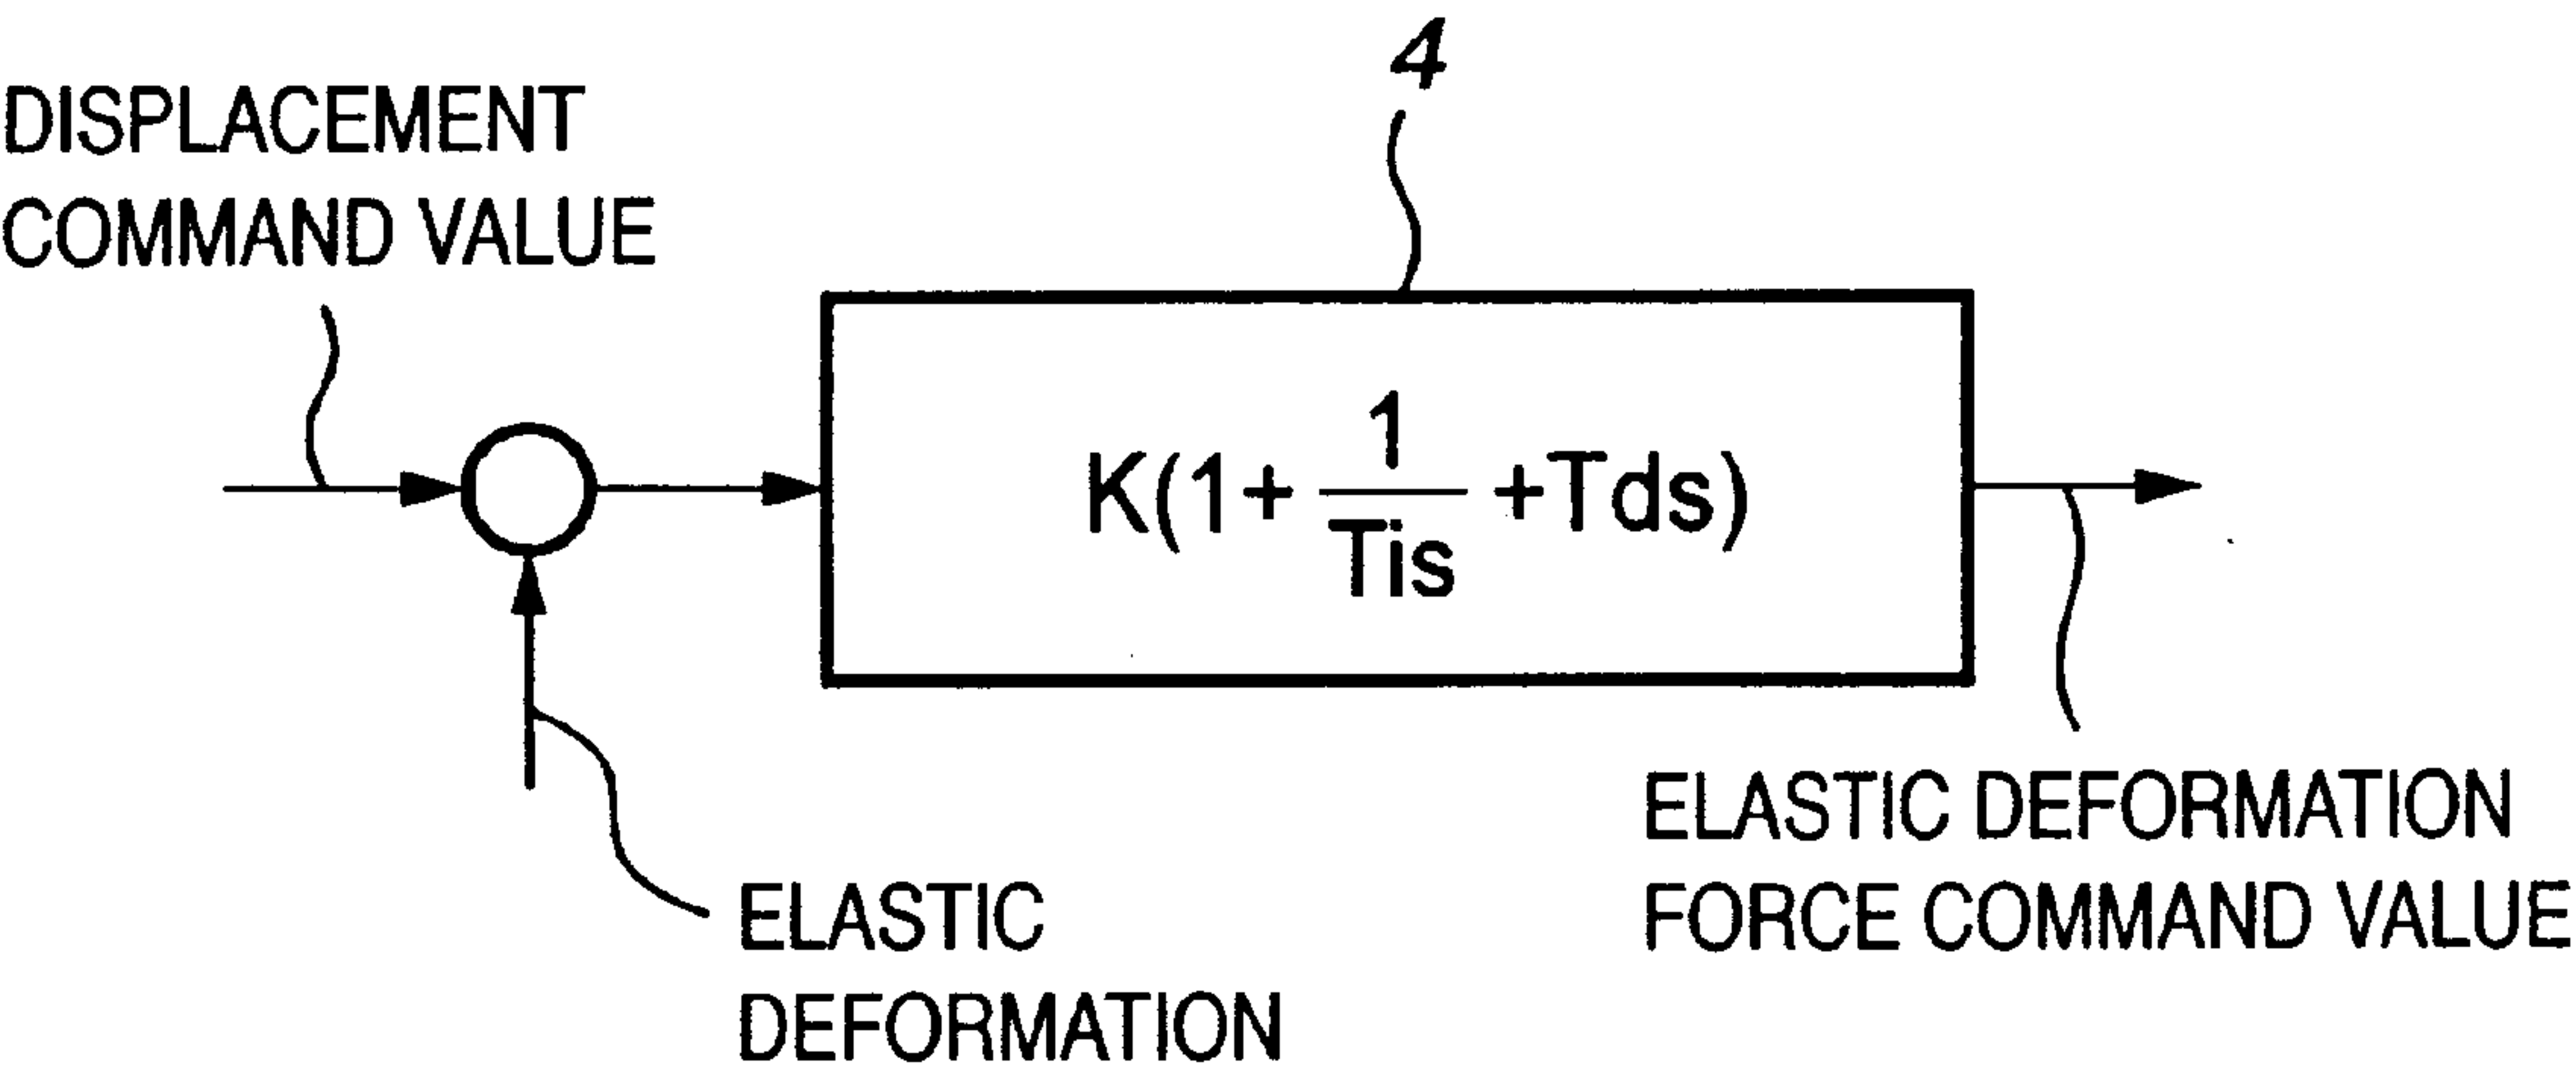 4
DISPLACEMENT
COMMAND VALUE
K(1+ 1/Tis +Tds)
ELASTIC DEFORMATION
FORCE COMMAND VALUE
ELASTIC
DEFORMATION